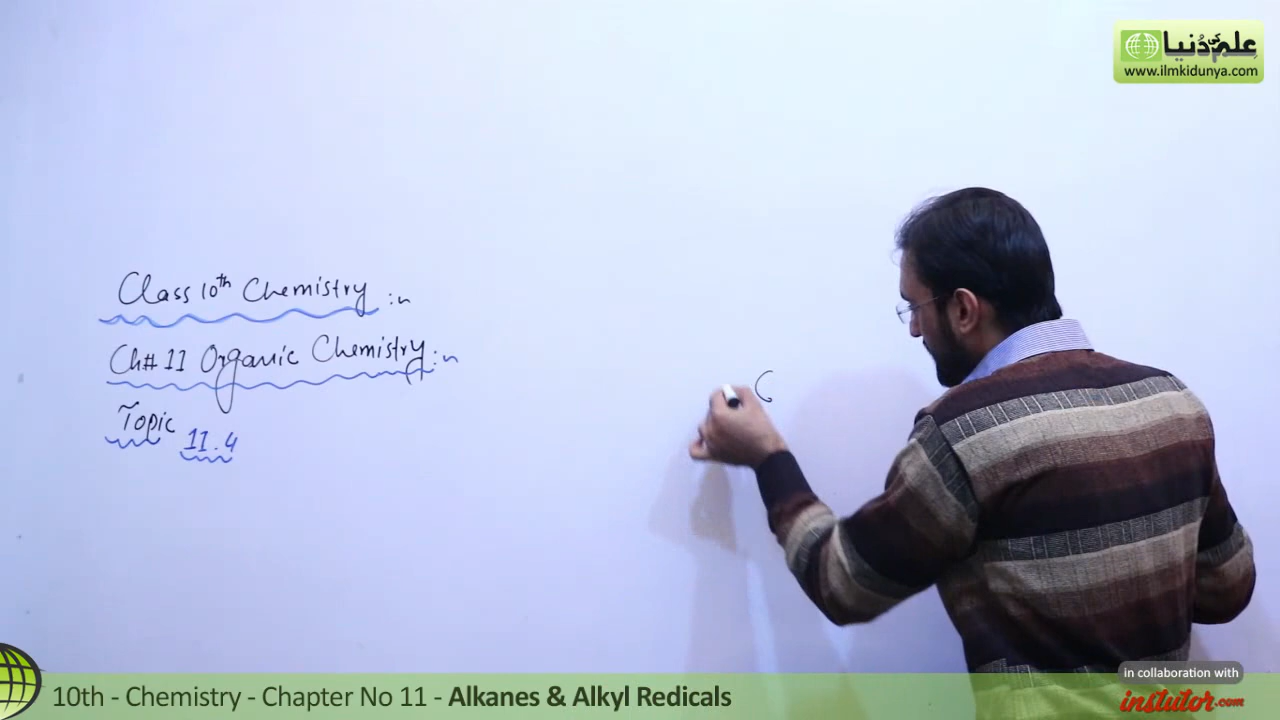 علم کی دُنیا
www.ilmkidunya.com
Class 10th Chemistry :~
Ch# 11 Organic Chemistry :~
Topic
11.4
C
10th - Chemistry - Chapter No 11 - Alkanes & Alkyl Redicals
in collaboration with
instutor.com